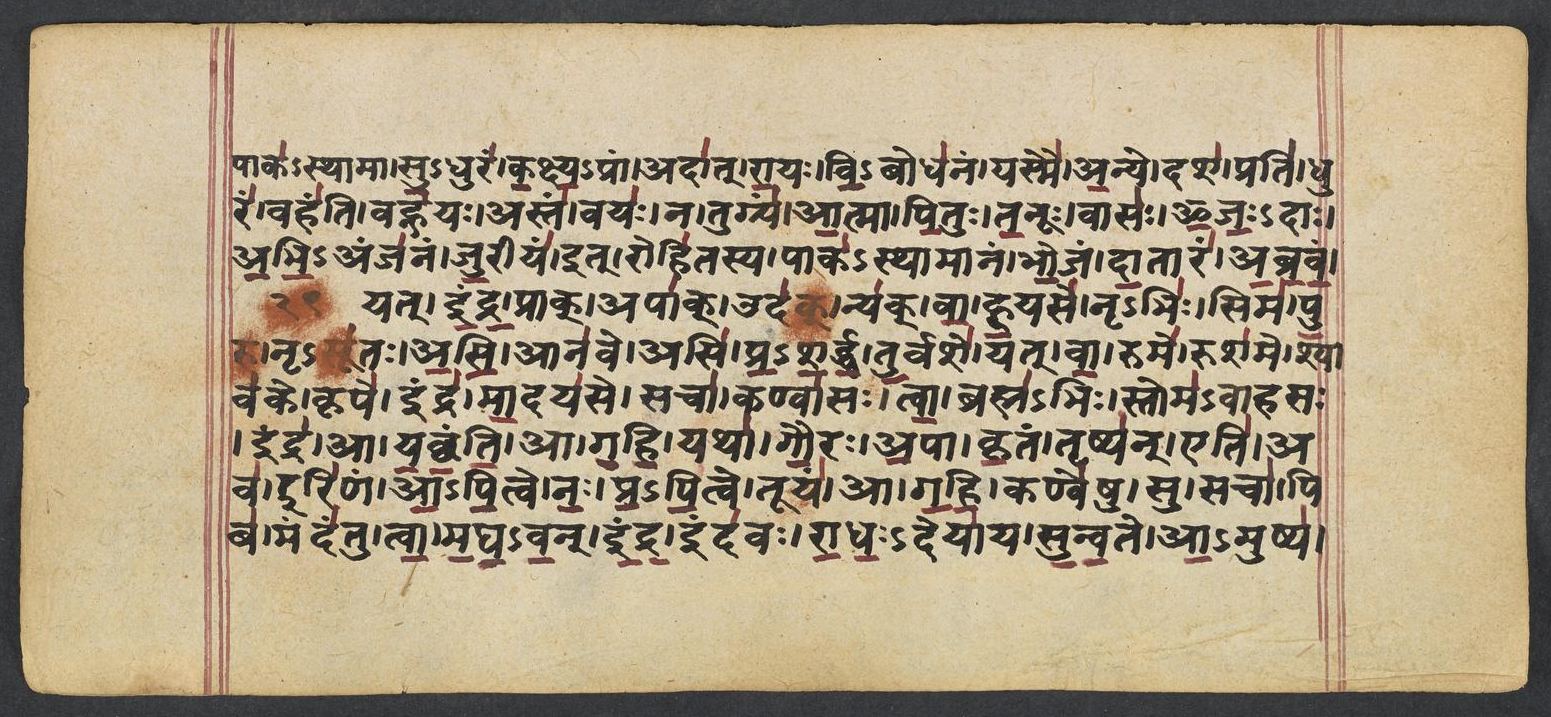 पाकऽस्थामा।सुऽधुरं।कक्ष्यऽप्रां।अदात्।रायः।विऽबोधनं।यस्मै।अन्ये।दश।प्रति।धु
रं।वहंति।वह्नयः।अस्तं।वयः।न।तुग्र्यं।आत्मा।पितुः।तनूः।वासः।ओजःऽदाः।
अभिऽअंजनं।तुरीयं।इत्।रोहितस्य।पाकऽस्थामानं।भोजं।दातारं।अब्रवं।
२९ यत्।इंद्र।प्राक्।अपाक्।उदक्।न्यक्।वा।हूयसे।नृऽभिः।सिम।पु
रु।नृऽसूतः।असि।आनवे।असि।प्रऽशर्द्ध।तुर्वशे।यत्।वा।रुमे।रुशमे।श्या
वके।कृपे।इंद्र।मादयसे।सचा।कण्वासः।त्वा।ब्रह्मऽभिः।स्तोमऽवाहसः
।इंद्र।आ।यच्छंति।आ।गहि।यथा।गौरः।अपा।कृतं।तृष्यन्।एति।अ
व।इरिणं।आऽपित्वे।नः।प्रऽपित्वे।तूयं।आ।गहि।कण्वेषु।सु।सचा।पि
ब।मंदंतु।त्वा।मघऽवन्।इंद्र।इंदवः।राधःऽदेयाय।सुन्वते।आऽमुष्य।